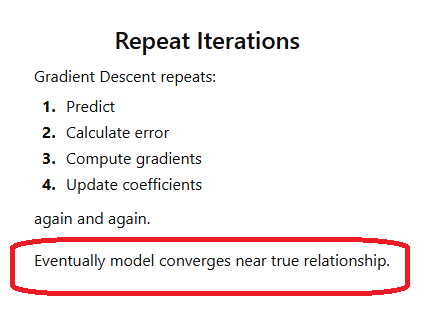 Repeat Iterations
Gradient Descent repeats:
1. Predict
2. Calculate error
3. Compute gradients
4. Update coefficients
again and again.
Eventually model converges near true relationship.